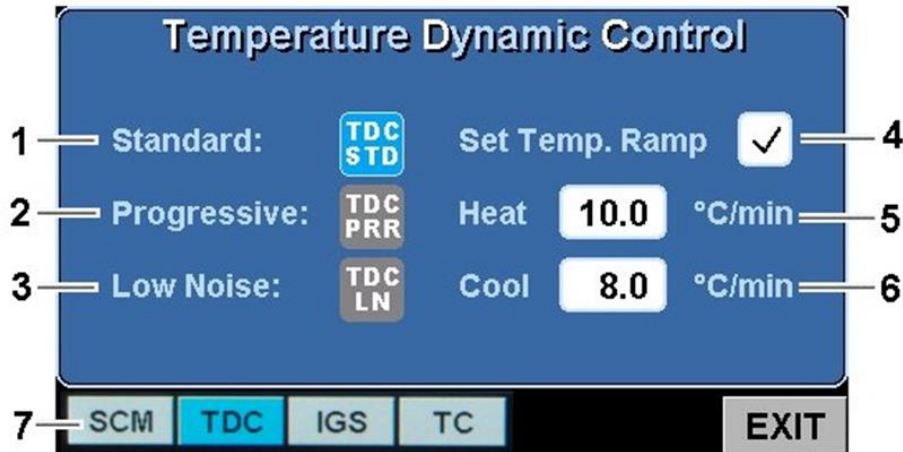 Temperature Dynamic Control
1 Standard: TDC STD Set Temp. Ramp 4
2 Progressive: TDC PRR Heat 10.0 °C/min 5
3 Low Noise: TDC LN Cool 8.0 °C/min 6
7 SCM TDC IGS TC EXIT